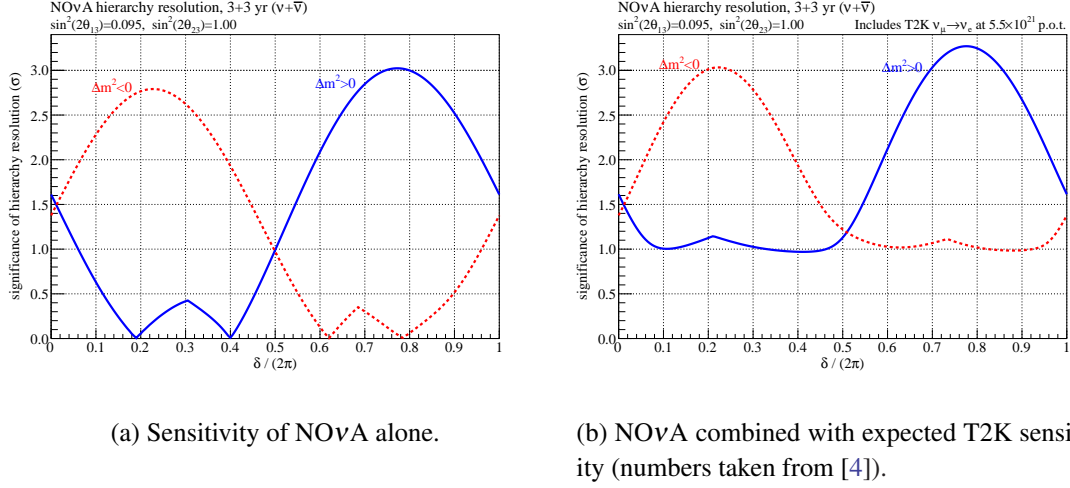 NOνA hierarchy resolution, 3+3 yr (ν+ν̅)
sin²(2θ₁₃)=0.095, sin²(2θ₂₃)=1.00
significance of hierarchy resolution (σ)
3.0
2.5
2.0
1.5
1.0
0.5
0.0
Δm²<0
Δm²>0
0 0.1 0.2 0.3 0.4 0.5 0.6 0.7 0.8 0.9 1
δ / (2π)
(a) Sensitivity of NOνA alone.
NOνA hierarchy resolution, 3+3 yr (ν+ν̅)
sin²(2θ₁₃)=0.095, sin²(2θ₂₃)=1.00 Includes T2K ν_μ→ν_e at 5.5×10²¹ p.o.t.
significance of hierarchy resolution (σ)
3.0
2.5
2.0
1.5
1.0
0.5
0.0
Δm²<0
Δm²>0
0 0.1 0.2 0.3 0.4 0.5 0.6 0.7 0.8 0.9 1
δ / (2π)
(b) NOνA combined with expected T2K sensi
ity (numbers taken from [4]).